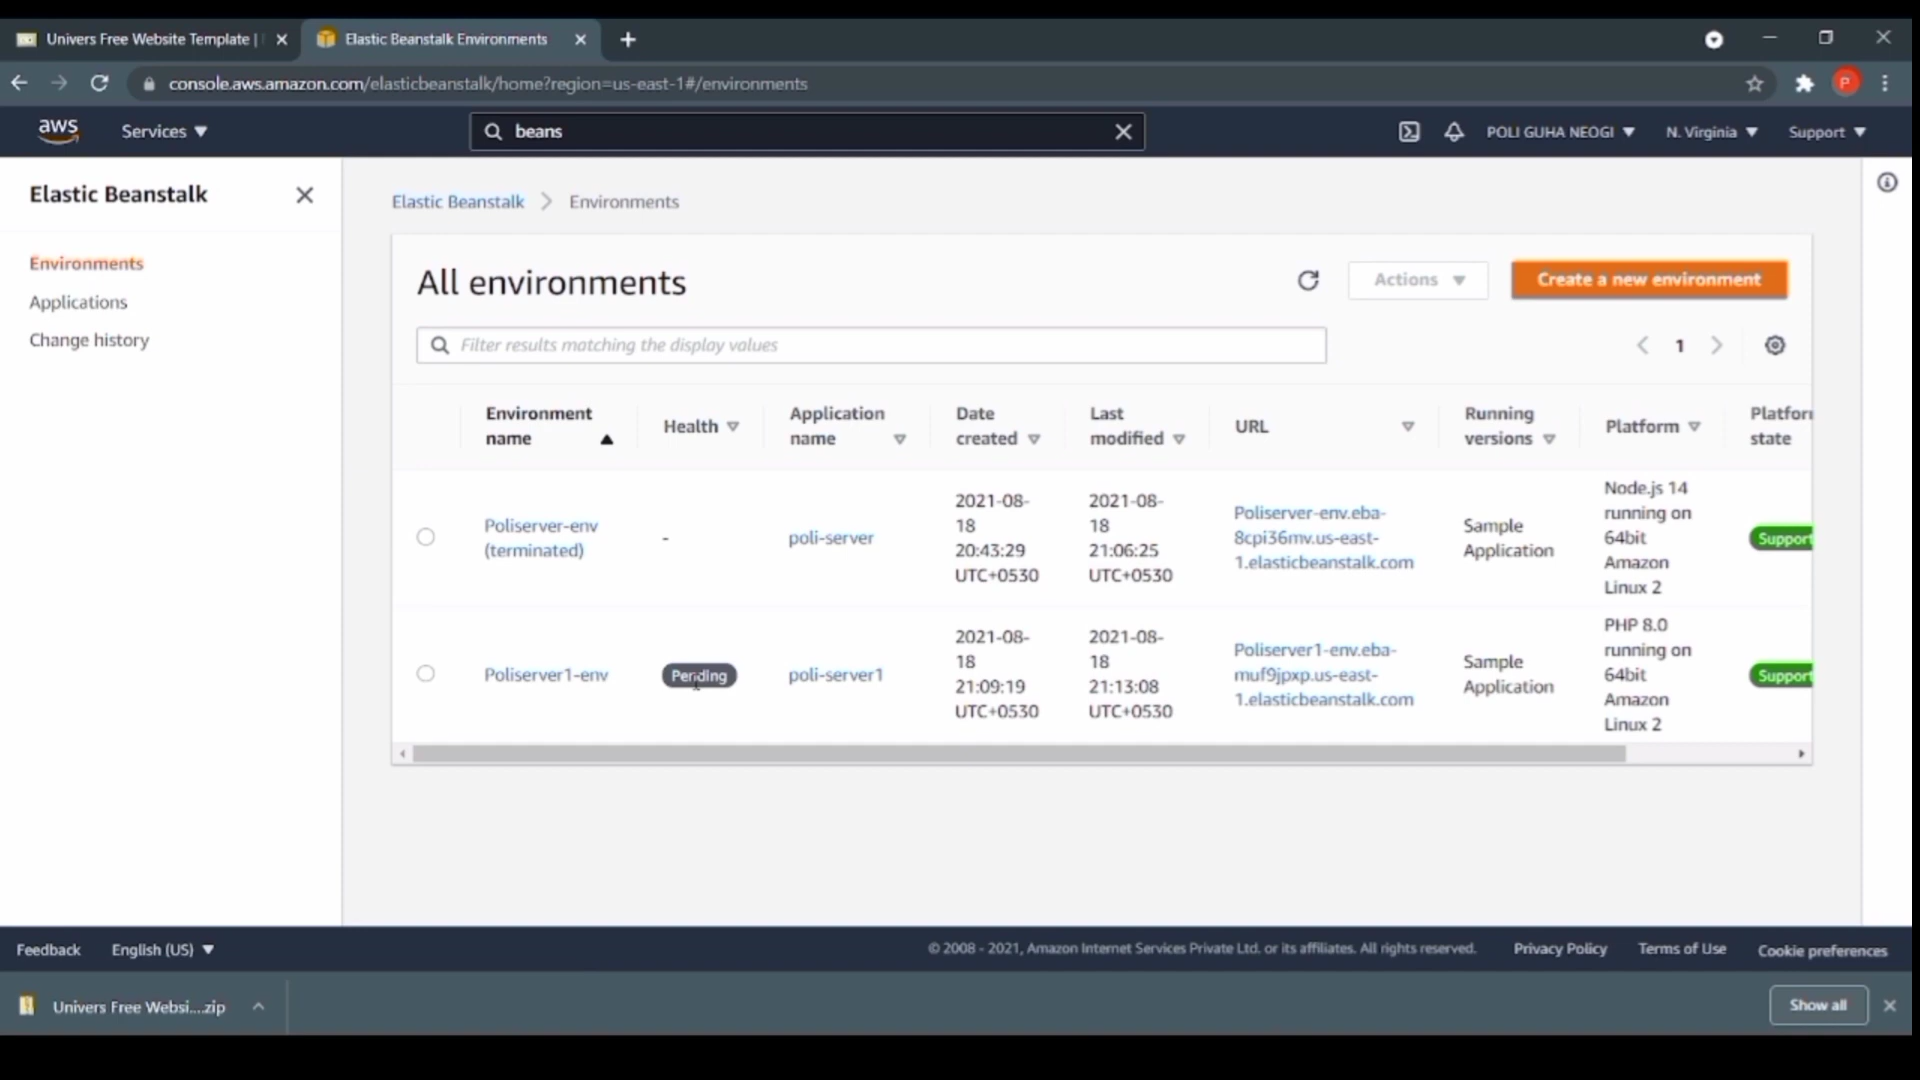 Univers Free Website Template |
Elastic Beanstalk Environments
console.aws.amazon.com/elasticbeanstalk/home?region=us-east-1#/environments
P
aws
Services
beans
POLI GUHA NEOGI
N. Virginia
Support
Elastic Beanstalk
Environments
Applications
Change history
Elastic Beanstalk
Environments
All environments
Actions
Create a new environment
Filter results matching the display values
1
Environment
name
Health
Application
name
Date
created
Last
modified
URL
Running
versions
Platform
Platform
state
Poliserver-env
(terminated)
-
poli-server
2021-08-
18
20:43:29
UTC+0530
2021-08-
18
21:06:25
UTC+0530
Poliserver-env.eba-
8cpi36mv.us-east-
1.elasticbeanstalk.com
Sample
Application
Node.js 14
running on
64bit
Amazon
Linux 2
Support
Poliserver1-env
Pending
poli-server1
2021-08-
18
21:09:19
UTC+0530
2021-08-
18
21:13:08
UTC+0530
Poliserver1-env.eba-
muf9jpxp.us-east-
1.elasticbeanstalk.com
Sample
Application
PHP 8.0
running on
64bit
Amazon
Linux 2
Support
Feedback
English (US)
© 2008 - 2021, Amazon Internet Services Private Ltd. or its affiliates. All rights reserved.
Privacy Policy
Terms of Use
Cookie preferences
Univers Free Websi....zip
Show all